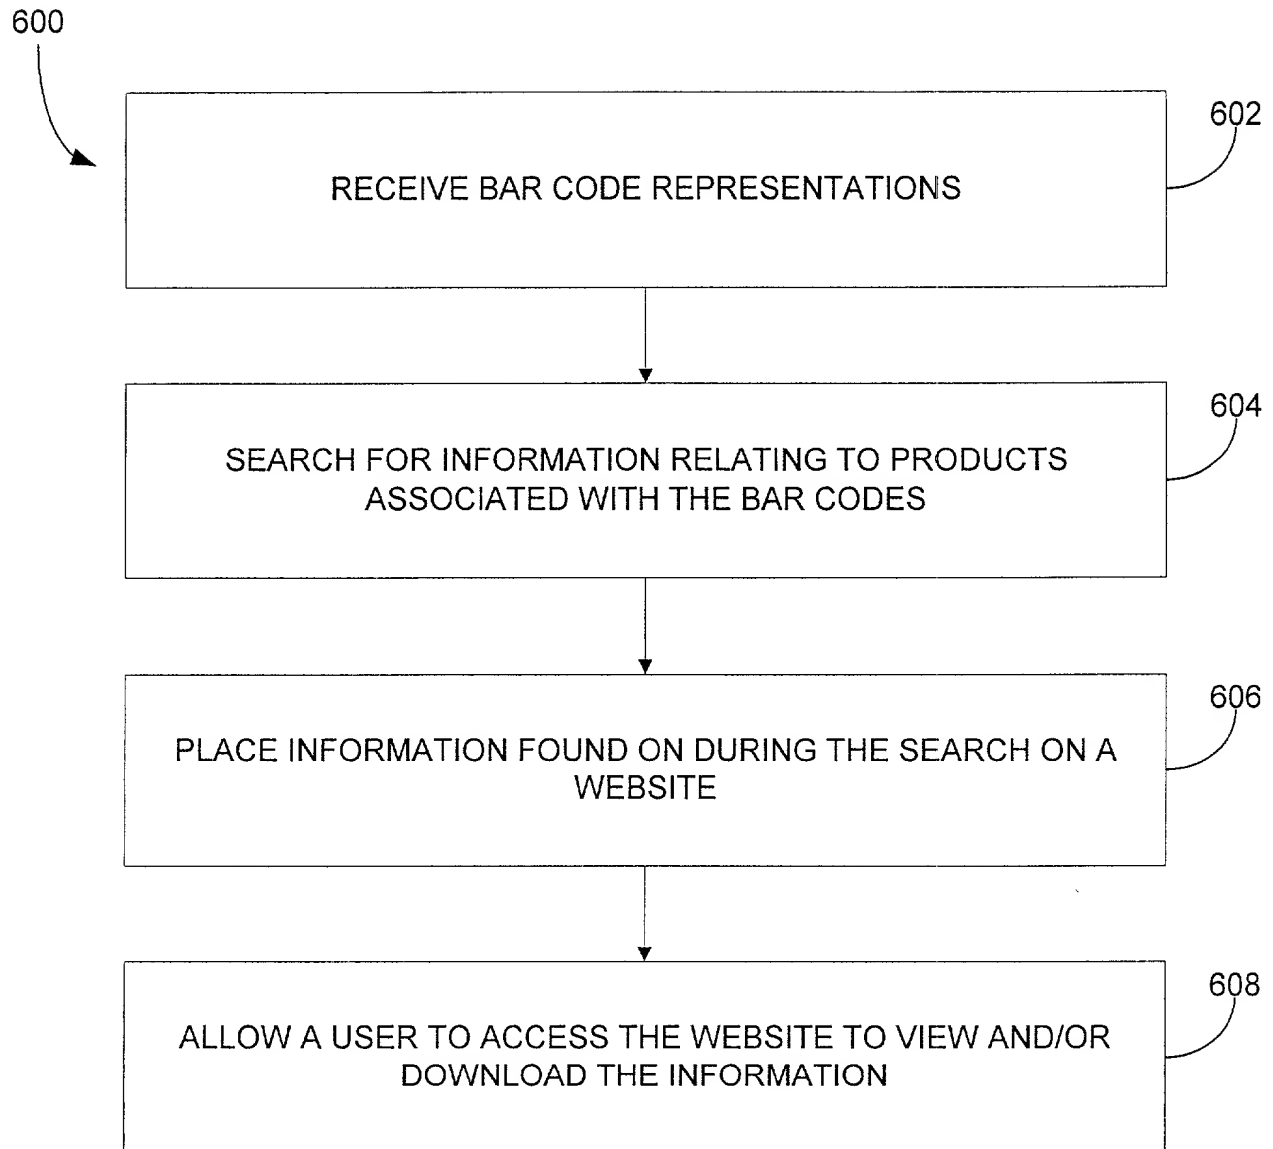 600
602
RECEIVE BAR CODE REPRESENTATIONS
604
SEARCH FOR INFORMATION RELATING TO PRODUCTS
ASSOCIATED WITH THE BAR CODES
606
PLACE INFORMATION FOUND ON DURING THE SEARCH ON A
WEBSITE
608
ALLOW A USER TO ACCESS THE WEBSITE TO VIEW AND/OR
DOWNLOAD THE INFORMATION